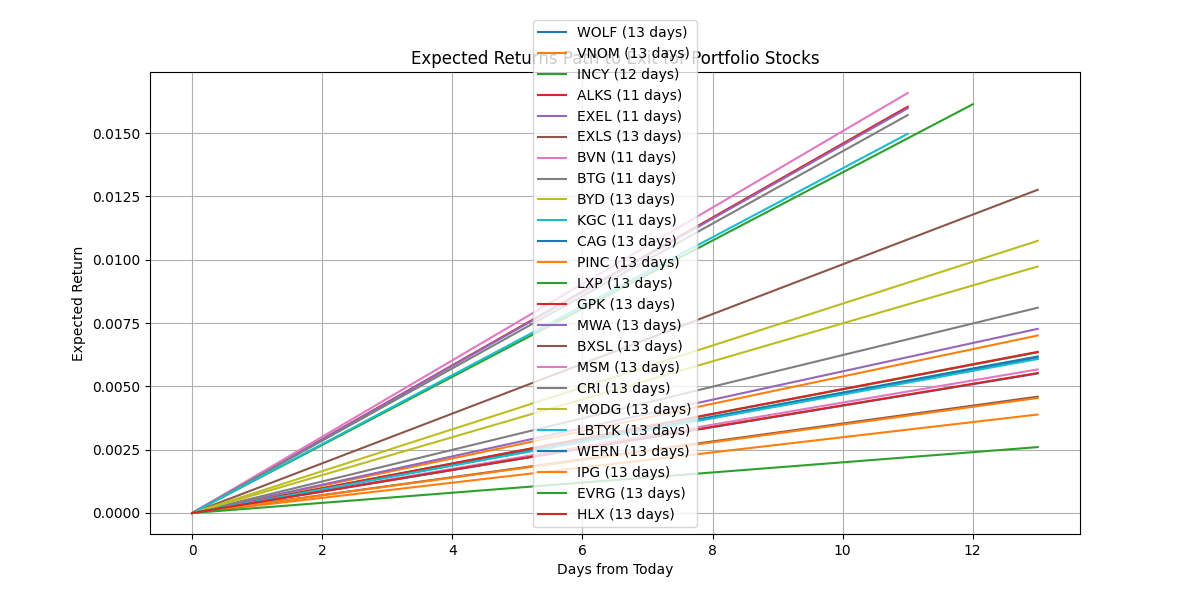 Expected Returns Path to Exit for Portfolio Stocks
WOLF (13 days)
VNOM (13 days)
INCY (12 days)
ALKS (11 days)
EXEL (11 days)
EXLS (13 days)
BVN (11 days)
BTG (11 days)
BYD (13 days)
KGC (11 days)
CAG (13 days)
PINC (13 days)
LXP (13 days)
GPK (13 days)
MWA (13 days)
BXSL (13 days)
MSM (13 days)
CRI (13 days)
MODG (13 days)
LBTYK (13 days)
WERN (13 days)
IPG (13 days)
EVRG (13 days)
HLX (13 days)
Expected Return
0.0150
0.0125
0.0100
0.0075
0.0050
0.0025
0.0000
0 2 4 6 8 10 12
Days from Today